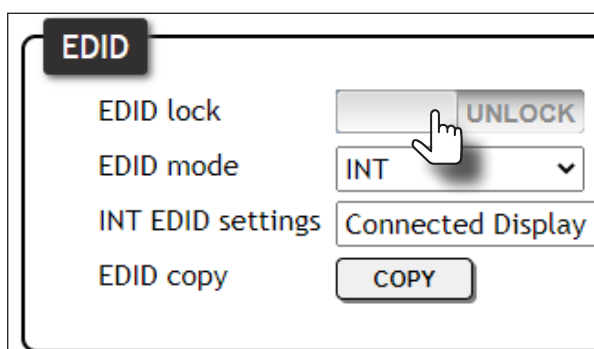 EDID
EDID lock UNLOCK
EDID mode INT
INT EDID settings Connected Display
EDID copy COPY